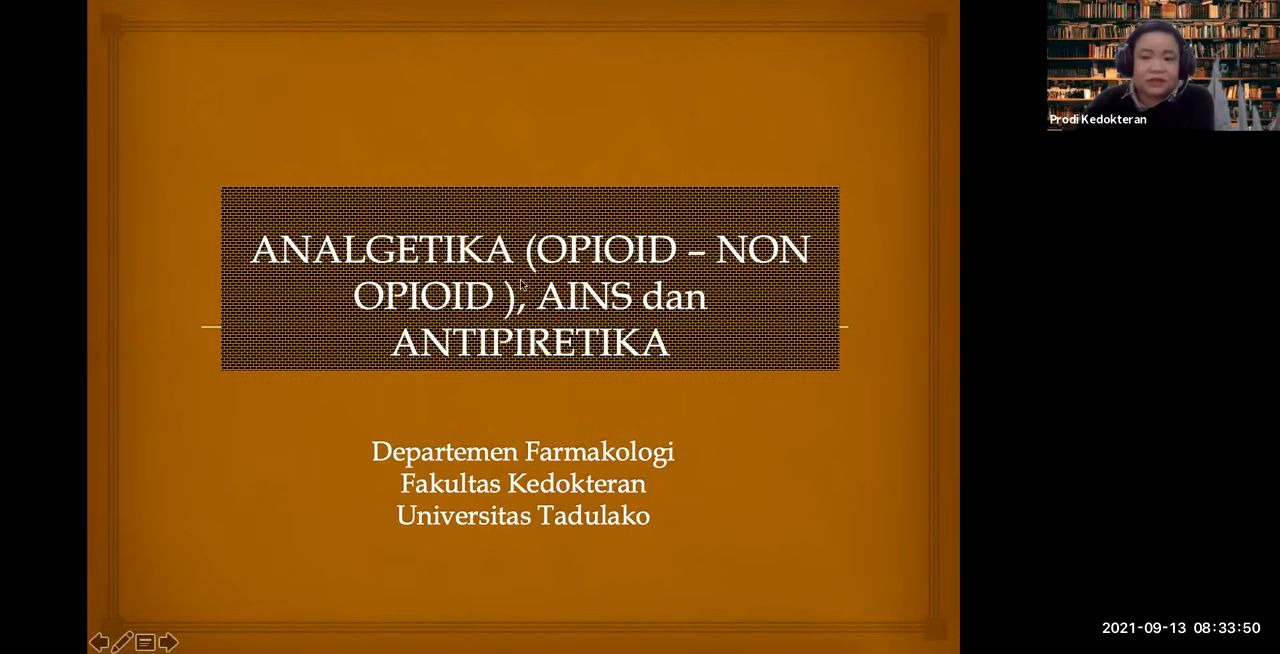 ANALGETIKA (OPIOID – NON
OPIOID ), AINS dan
ANTIPIRETIKA
Departemen Farmakologi
Fakultas Kedokteran
Universitas Tadulako
Prodi Kedokteran
2021-09-13 08:33:50